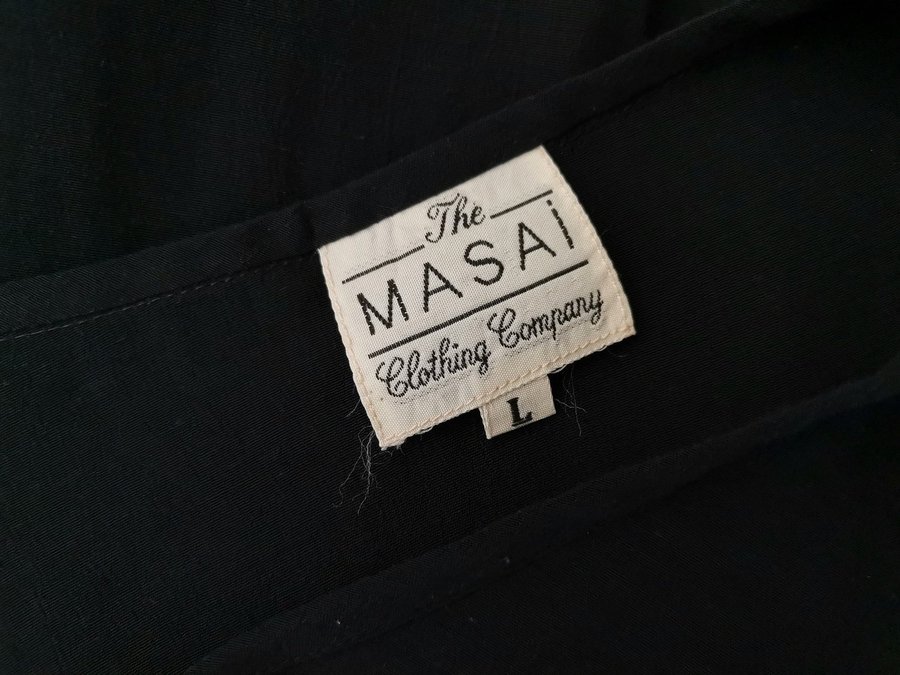 The
MASAi
Clothing Company
L